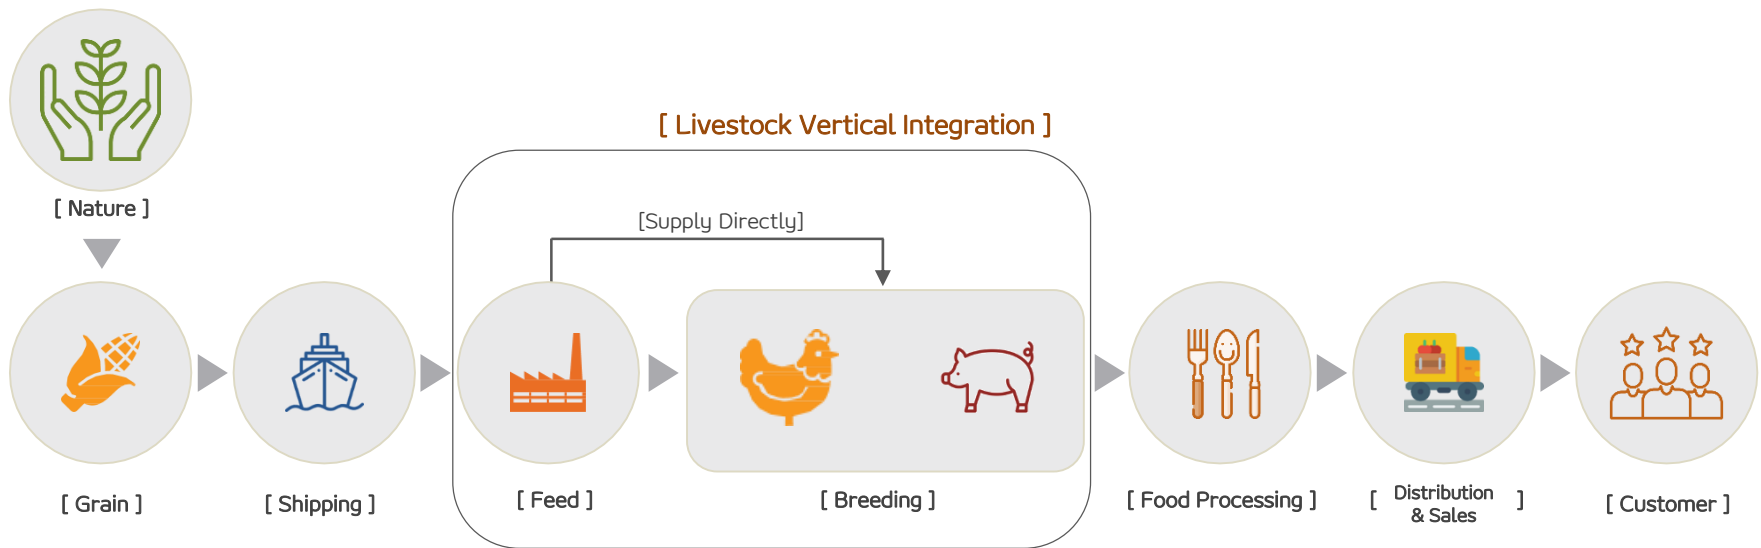 [ Livestock Vertical Integration ]
[ Nature ]
[Supply Directly]
[ Grain ]
[ Shipping ]
[ Feed ]
[ Breeding ]
[ Food Processing ]
[ Distribution
& Sales ]
[ Customer ]